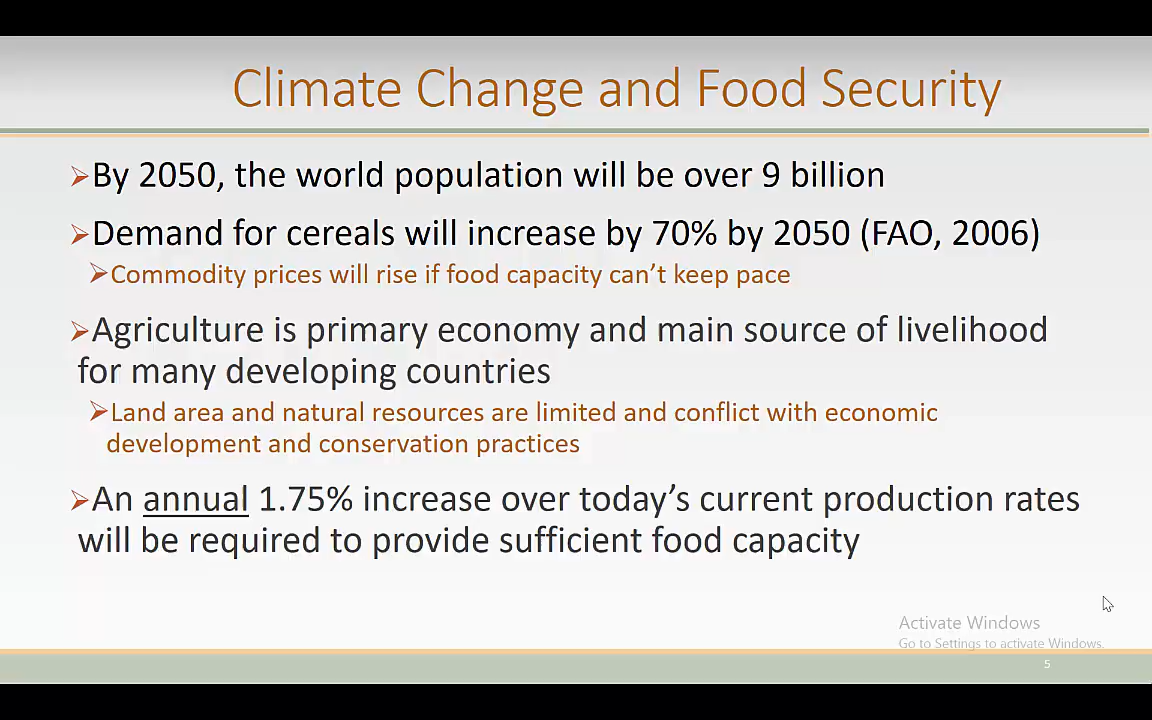 Climate Change and Food Security
➢By 2050, the world population will be over 9 billion
➢Demand for cereals will increase by 70% by 2050 (FAO, 2006)
➢Commodity prices will rise if food capacity can’t keep pace
➢Agriculture is primary economy and main source of livelihood
for many developing countries
➢Land area and natural resources are limited and conflict with economic
development and conservation practices
➢An annual 1.75% increase over today’s current production rates
will be required to provide sufficient food capacity
Activate Windows
Go to Settings to activate Windows.
5